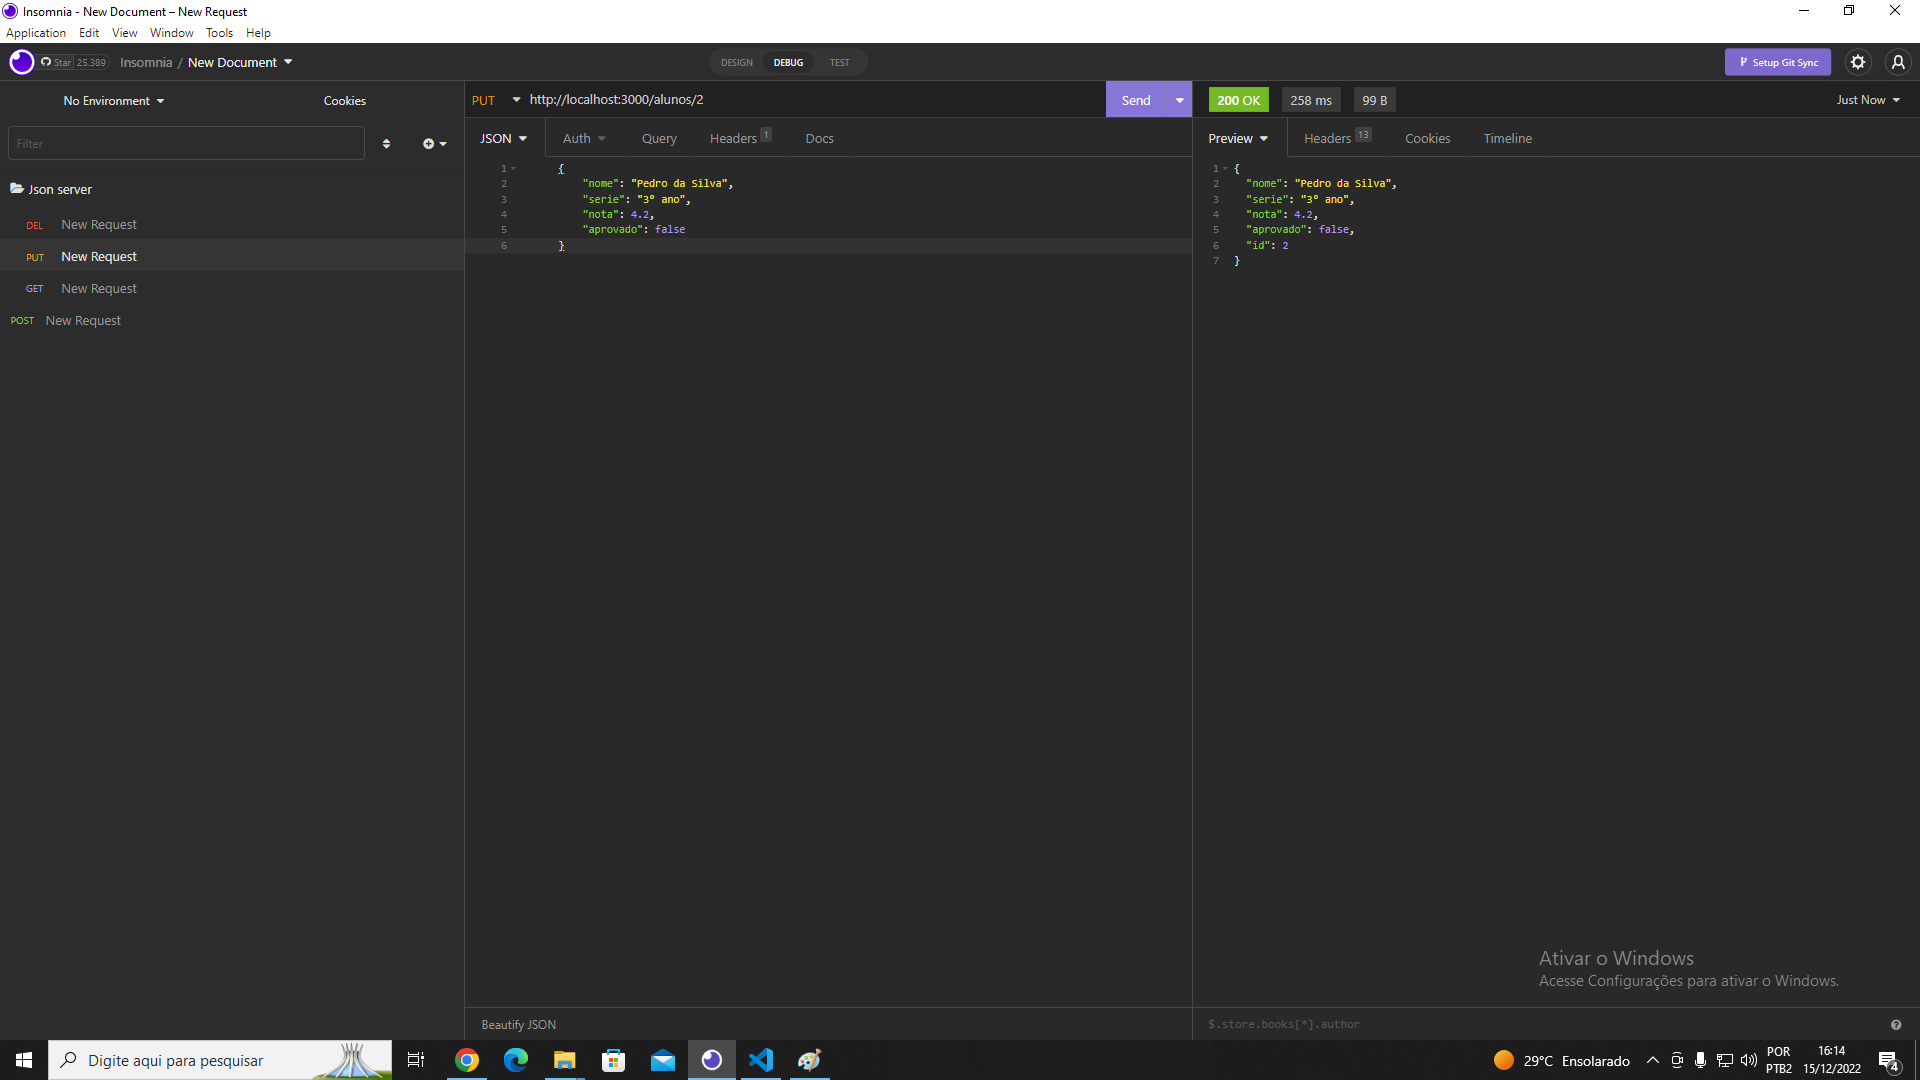 Insomnia - New Document – New Request
Application Edit View Window Tools Help
Star 25.389 Insomnia / New Document
DESIGN DEBUG TEST
Setup Git Sync
No Environment Cookies
PUT http://localhost:3000/alunos/2 Send
200 OK 258 ms 99 B Just Now
Filter
JSON Auth Query Headers 1 Docs
Preview Headers 13 Cookies Timeline
Json server
DEL New Request
PUT New Request
GET New Request
POST New Request
1 {
2 "nome": "Pedro da Silva",
3 "serie": "3º ano",
4 "nota": 4.2,
5 "aprovado": false
6 }
1 {
2 "nome": "Pedro da Silva",
3 "serie": "3º ano",
4 "nota": 4.2,
5 "aprovado": false,
6 "id": 2
7 }
Ativar o Windows
Acesse Configurações para ativar o Windows.
Beautify JSON
$.store.books[*].author
Digite aqui para pesquisar
29°C Ensolarado
POR
PTB2
16:14
15/12/2022
4